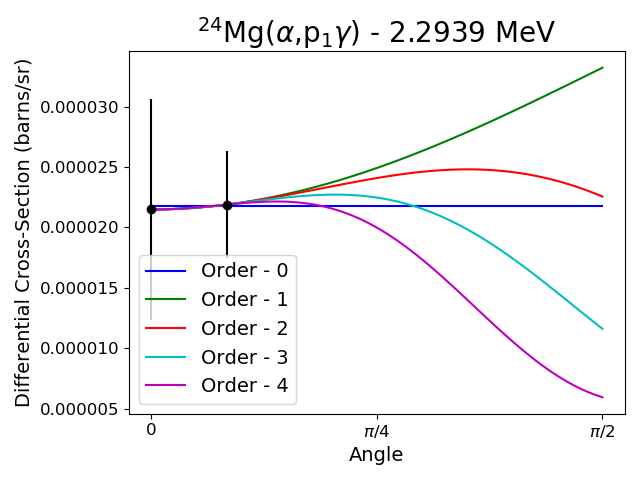 ²⁴Mg(α,p₁γ) - 2.2939 MeV
Differential Cross-Section (barns/sr)
0.000030
0.000025
0.000020
0.000015
0.000010
0.000005
Order - 0
Order - 1
Order - 2
Order - 3
Order - 4
0
π/4
π/2
Angle